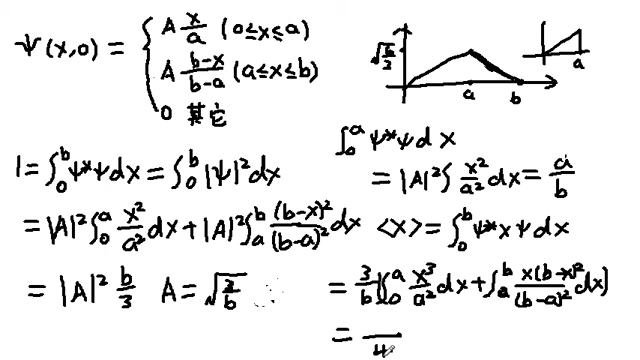 Ψ(x,0) = { A x/a (0≤x≤a)
A b-x/b-a (a≤x≤b)
0 其它
√b/3
a
b
a
1 = ∫₀ᵇ ψ*ψ dx = ∫₀ᵇ |ψ|² dx
= |A|² ∫₀ᵃ x²/a² dx + |A|² ∫ₐᵇ (b-x)²/(b-a)² dx
= |A|² b/3 A = √3/b
∫₀ᵃ ψ*ψ dx
= |A|² ∫ x²/a² dx = a/b
<x> = ∫₀ᵇ ψ* x ψ dx
= 3/b [∫₀ᵃ x³/a² dx + ∫ₐᵇ x(b-x)²/(b-a)² dx]
= /4